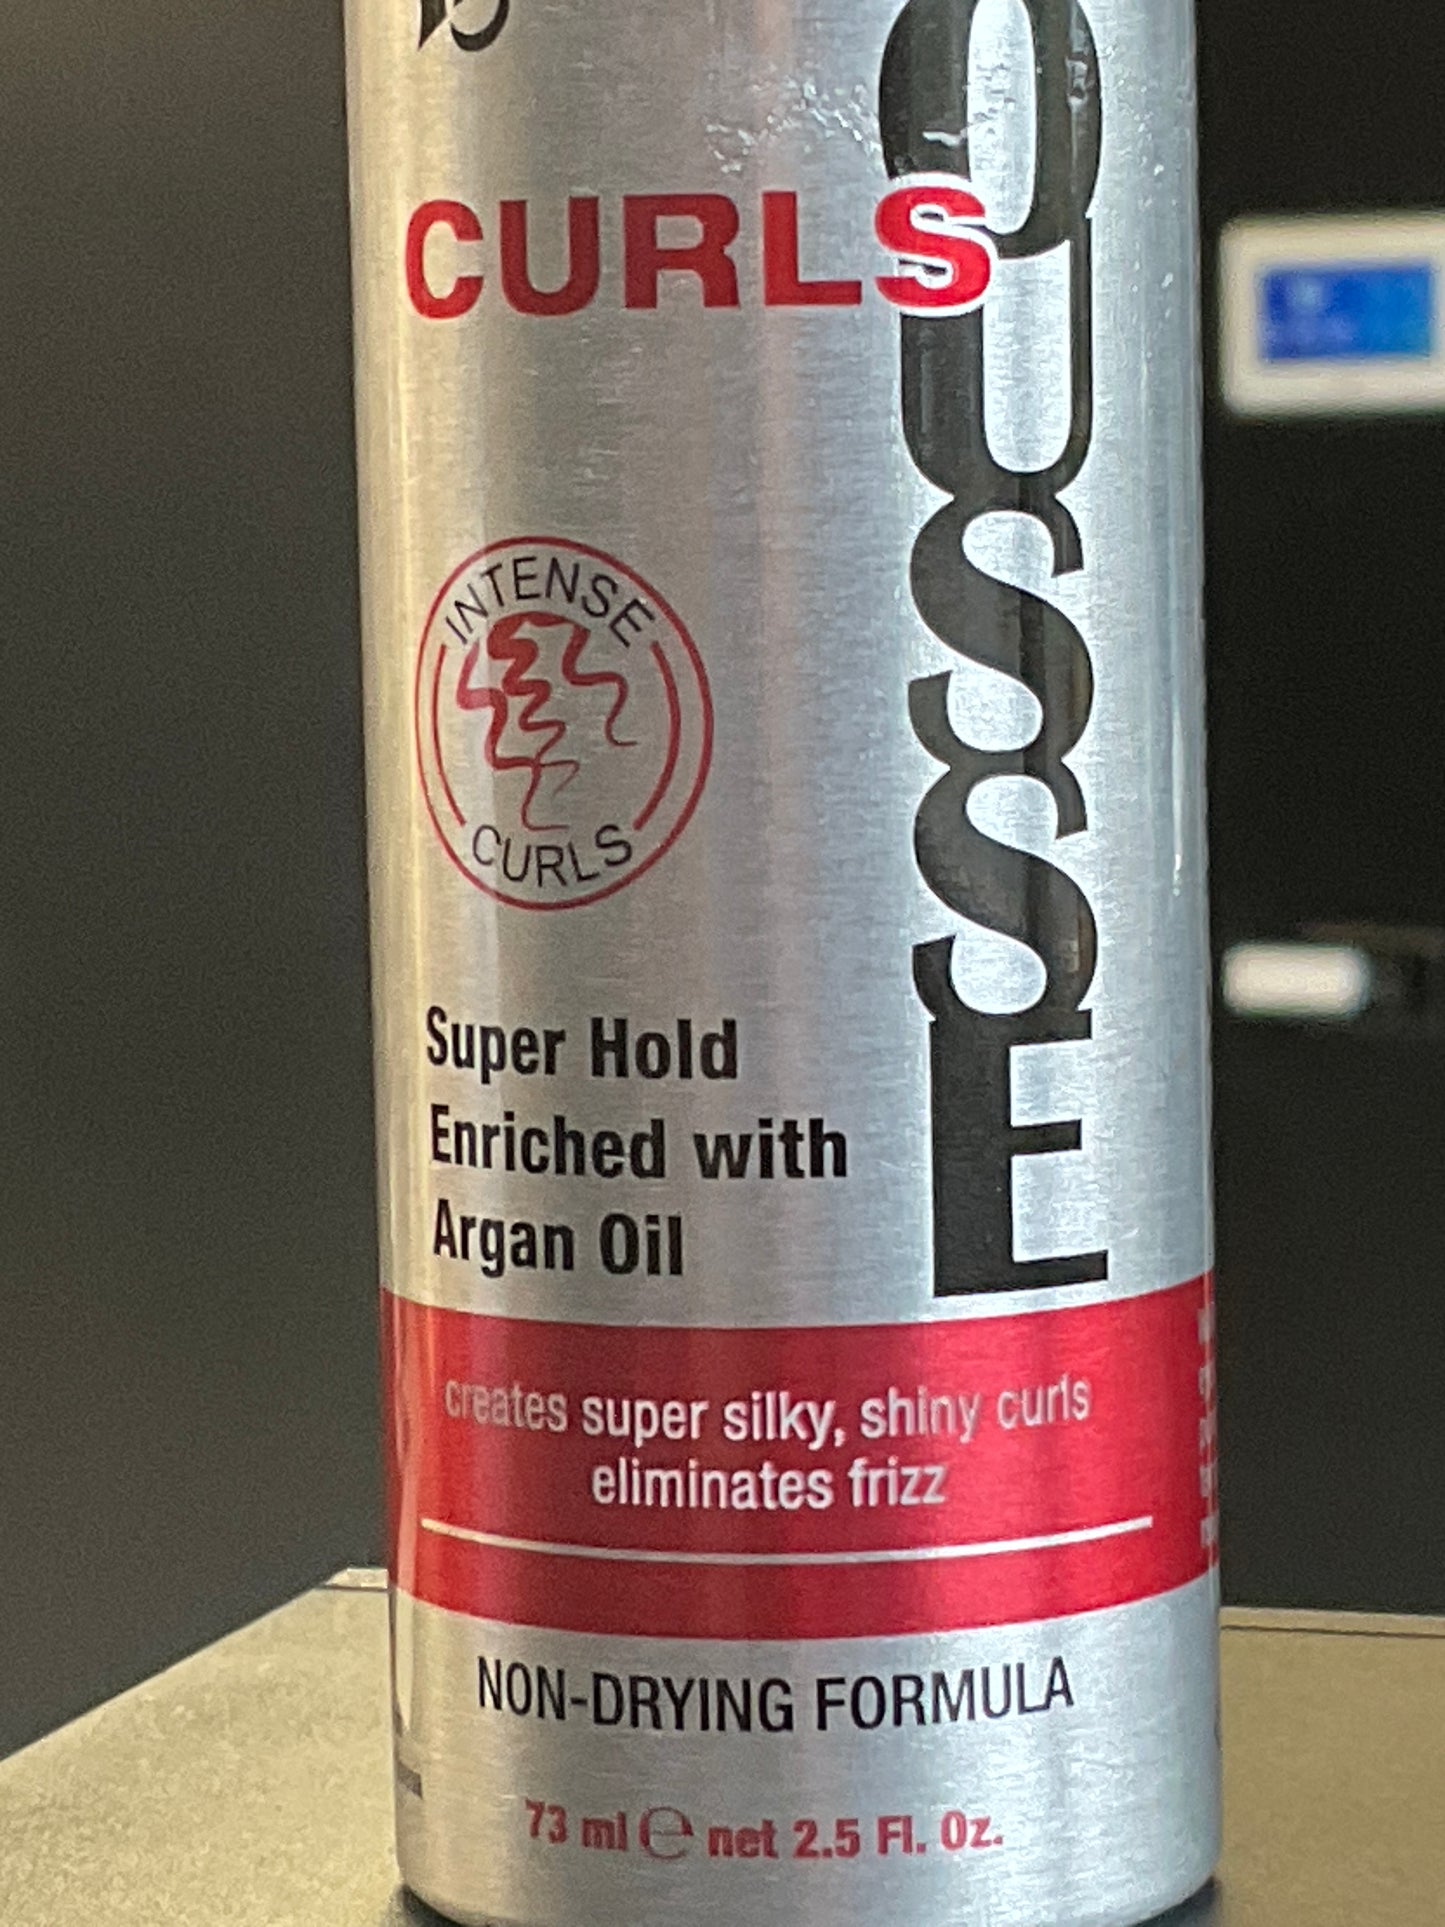 CURLS
OUSSE
INTENSE
CURLS
Super Hold
Enriched with
Argan Oil
creates super silky, shiny curls
eliminates frizz
NON-DRYING FORMULA
73 ml ℮ net 2.5 Fl. Oz.